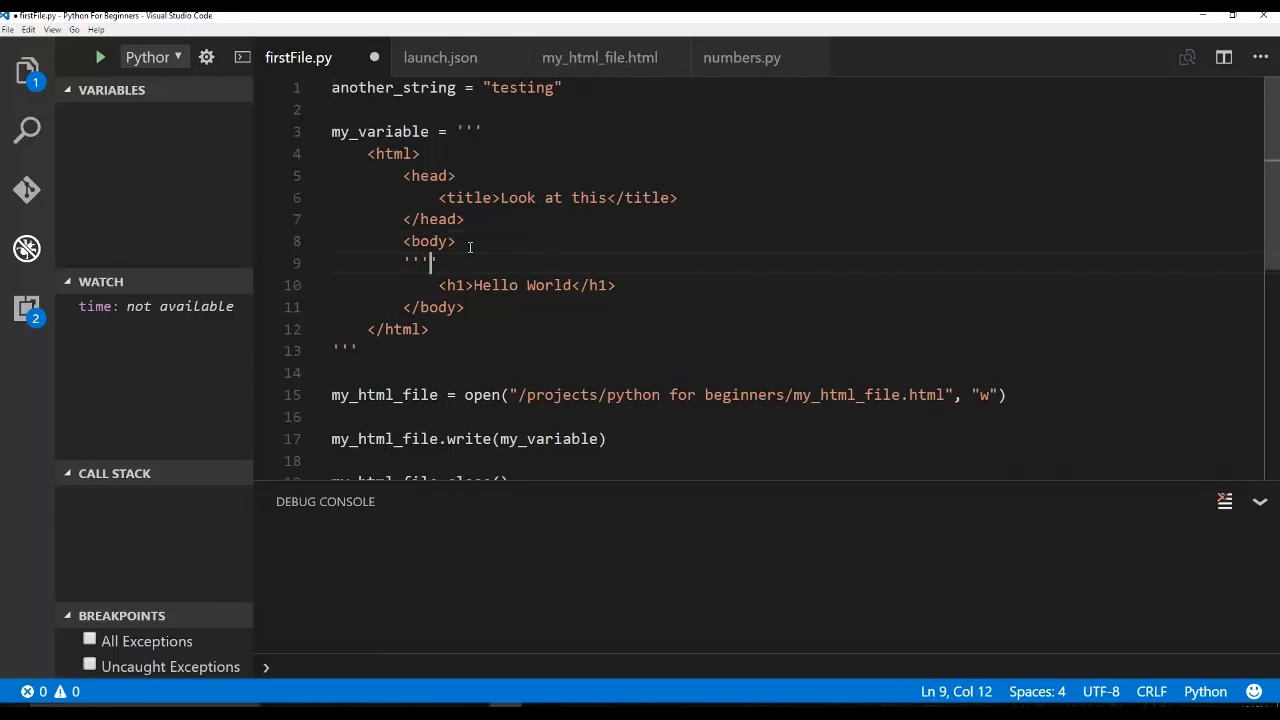 firstFile.py - Python For Beginners - Visual Studio Code
File Edit View Go Help
Python
firstFile.py
launch.json
my_html_file.html
numbers.py
1
VARIABLES
WATCH
time: not available
2
CALL STACK
BREAKPOINTS
All Exceptions
Uncaught Exceptions
1 another_string = "testing"
2
3 my_variable = '''
4 <html>
5 <head>
6 <title>Look at this</title>
7 </head>
8 <body>
9 ''''
10 <h1>Hello World</h1>
11 </body>
12 </html>
13 '''
14
15 my_html_file = open("/projects/python for beginners/my_html_file.html", "w")
16
17 my_html_file.write(my_variable)
18
my_html_file.close()
DEBUG CONSOLE
0 0
Ln 9, Col 12 Spaces: 4 UTF-8 CRLF Python